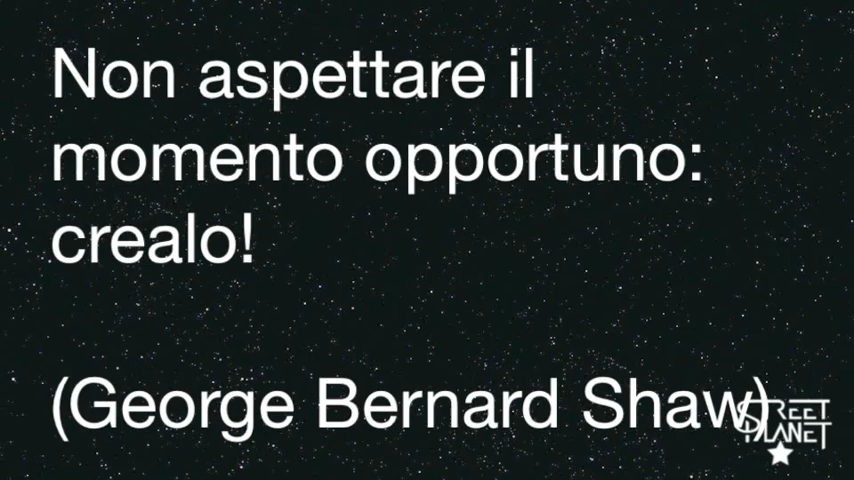 Non aspettare il
momento opportuno:
crealo!
(George Bernard Shaw)
STREET
PLANET